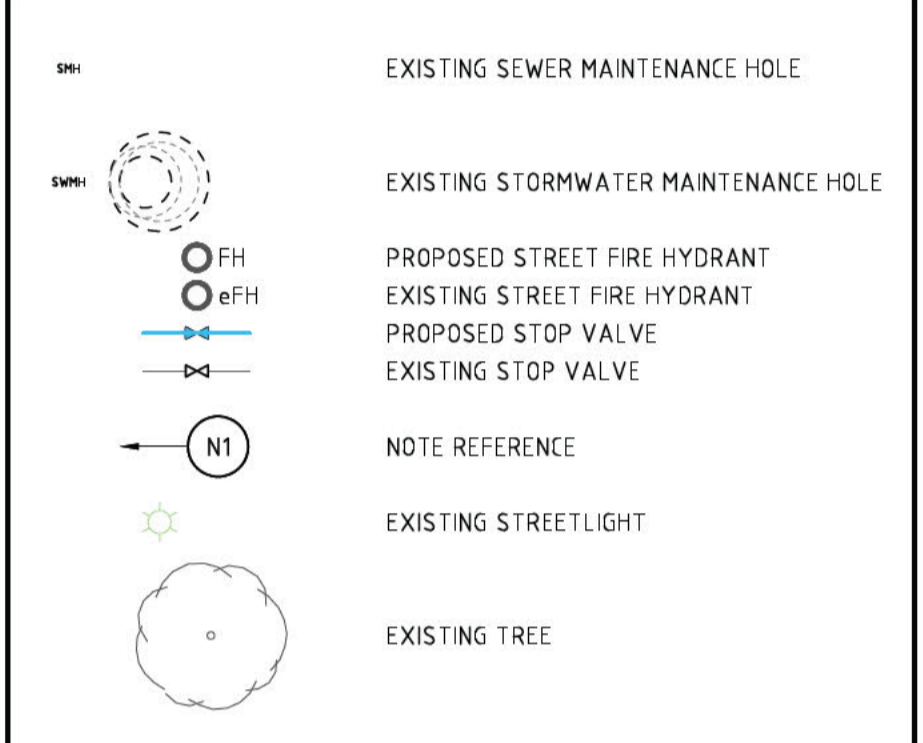 SMH EXISTING SEWER MAINTENANCE HOLE
SWMH EXISTING STORMWATER MAINTENANCE HOLE
FH PROPOSED STREET FIRE HYDRANT
eFH EXISTING STREET FIRE HYDRANT
PROPOSED STOP VALVE
EXISTING STOP VALVE
N1 NOTE REFERENCE
EXISTING STREETLIGHT
EXISTING TREE